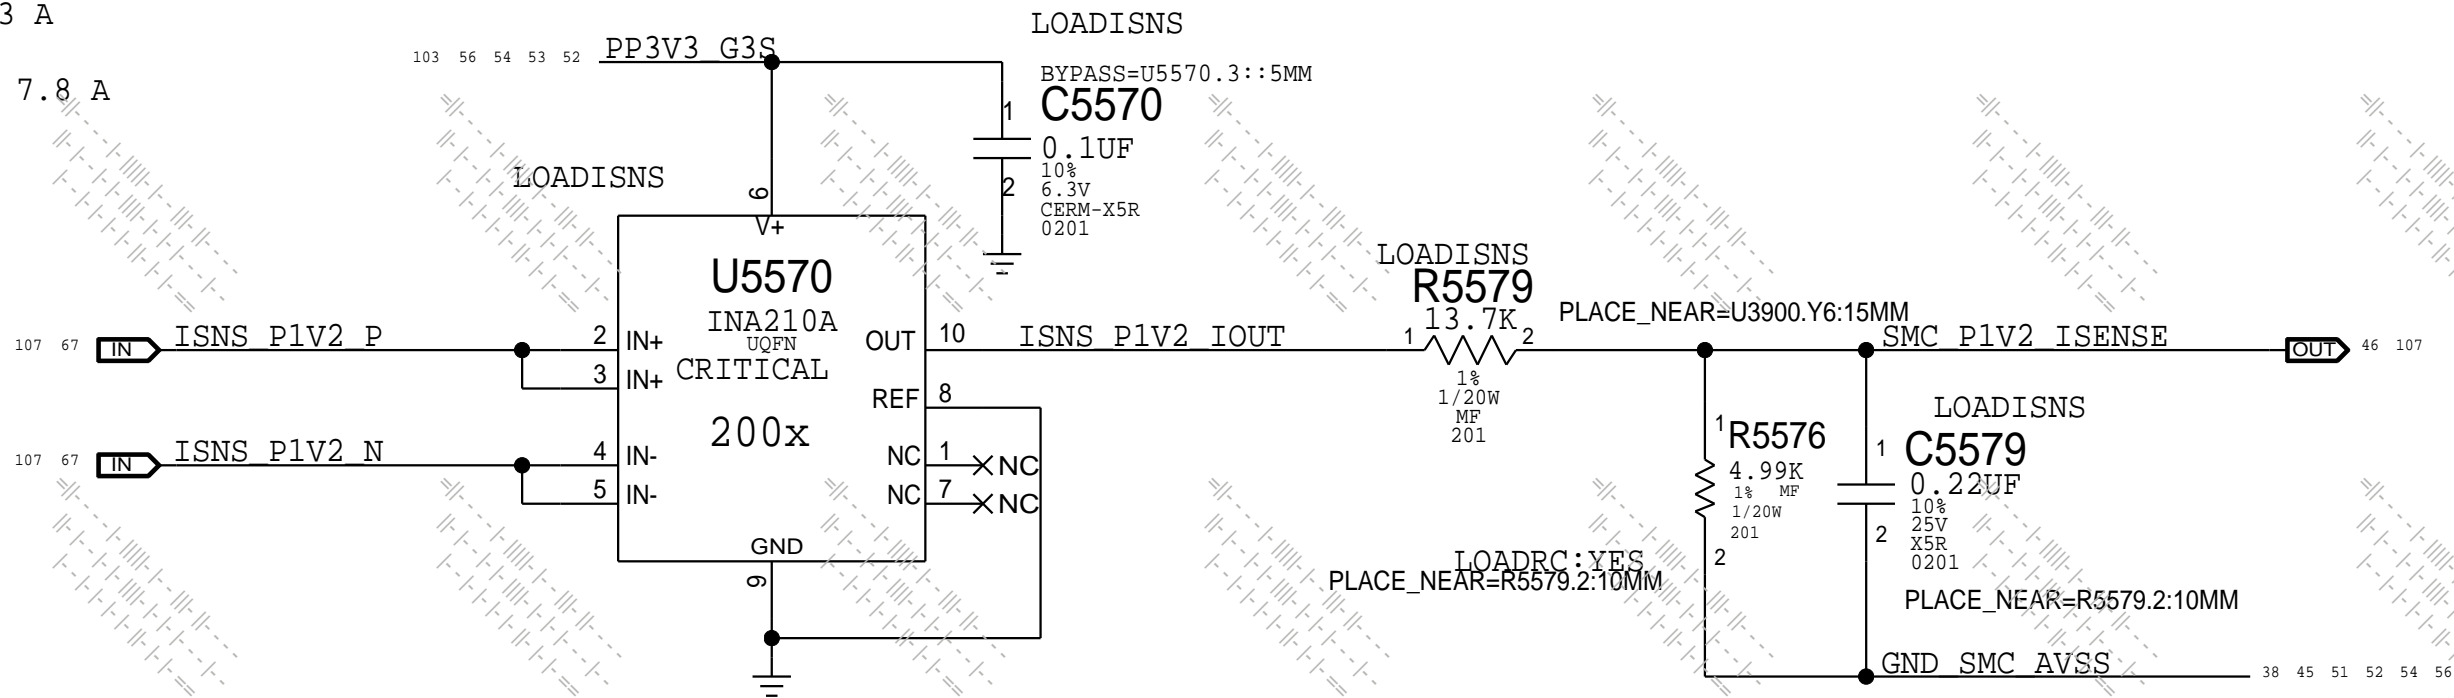 3 A
7.8 A
103 56 54 53 52 PP3V3_G3S
LOADISNS
BYPASS=U5570.3::5MM
C5570
1
0.1UF
10%
2
6.3V
CERM-X5R
0201
LOADISNS
6
V+
U5570
INA210A
UQFN
CRITICAL
200x
107 67 IN ISNS_P1V2_P
2 IN+
3 IN+
107 67 IN ISNS_P1V2_N
4 IN-
5 IN-
OUT 10 ISNS_P1V2_IOUT
REF 8
NC 1 NC
NC 7 NC
GND
9
LOADISNS
R5579
13.7K
1 2
1%
1/20W
MF
201
PLACE_NEAR=U3900.Y6:15MM
SMC_P1V2_ISENSE OUT 46 107
1
R5576
4.99K
1% MF
1/20W
201
2
LOADRC:YES
PLACE_NEAR=R5579.2:10MM
LOADISNS
1
C5579
0.22UF
10%
25V
2
X5R
0201
PLACE_NEAR=R5579.2:10MM
GND_SMC_AVSS 38 45 51 52 54 56